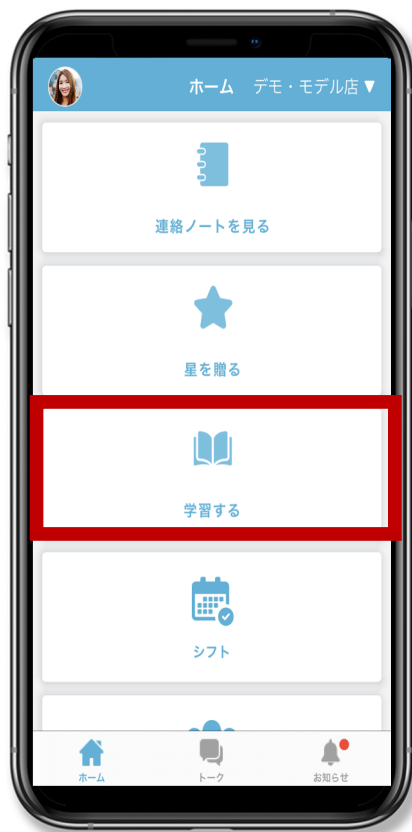 ホーム デモ・モデル店 ▼
連絡ノートを見る
星を贈る
学習する
シフト
ホーム トーク お知らせ